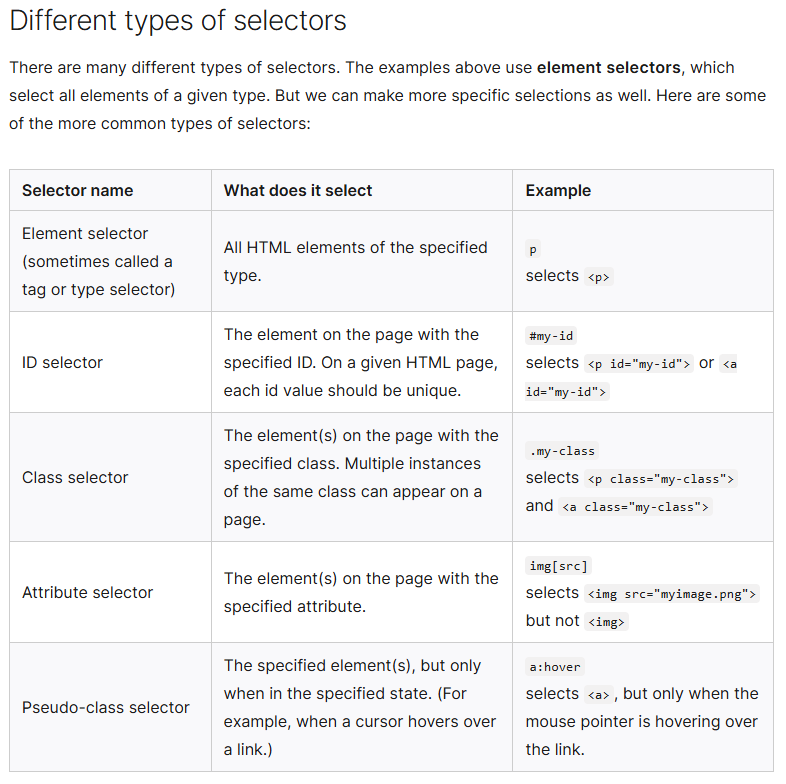 Different types of selectors
There are many different types of selectors. The examples above use element selectors, which
select all elements of a given type. But we can make more specific selections as well. Here are some
of the more common types of selectors:
Selector name
What does it select
Example
Element selector
(sometimes called a
tag or type selector)
All HTML elements of the specified
type.
p
selects <p>
ID selector
The element on the page with the
specified ID. On a given HTML page,
each id value should be unique.
#my-id
selects <p id="my-id"> or <a
id="my-id">
Class selector
The element(s) on the page with the
specified class. Multiple instances
of the same class can appear on a
page.
.my-class
selects <p class="my-class">
and <a class="my-class">
Attribute selector
The element(s) on the page with the
specified attribute.
img[src]
selects <img src="myimage.png">
but not <img>
Pseudo-class selector
The specified element(s), but only
when in the specified state. (For
example, when a cursor hovers over
a link.)
a:hover
selects <a>, but only when the
mouse pointer is hovering over
the link.